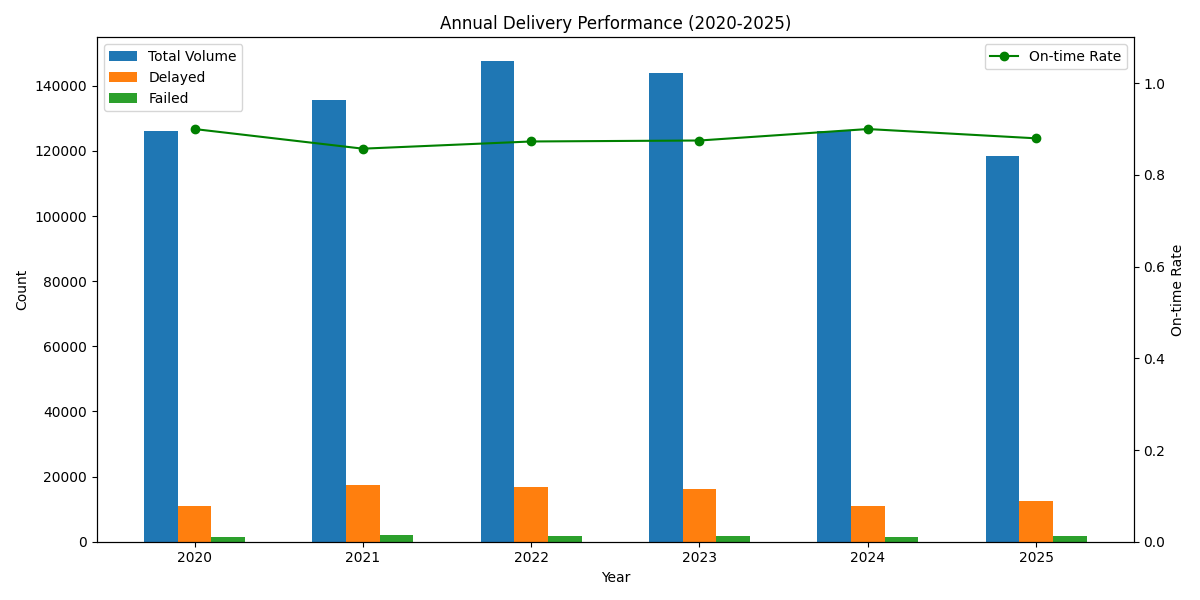 Annual Delivery Performance (2020-2025)
Total Volume
Delayed
Failed
On-time Rate
140000
120000
100000
80000
60000
40000
20000
0
Count
1.0
0.8
0.6
0.4
0.2
0.0
On-time Rate
2020 2021 2022 2023 2024 2025
Year